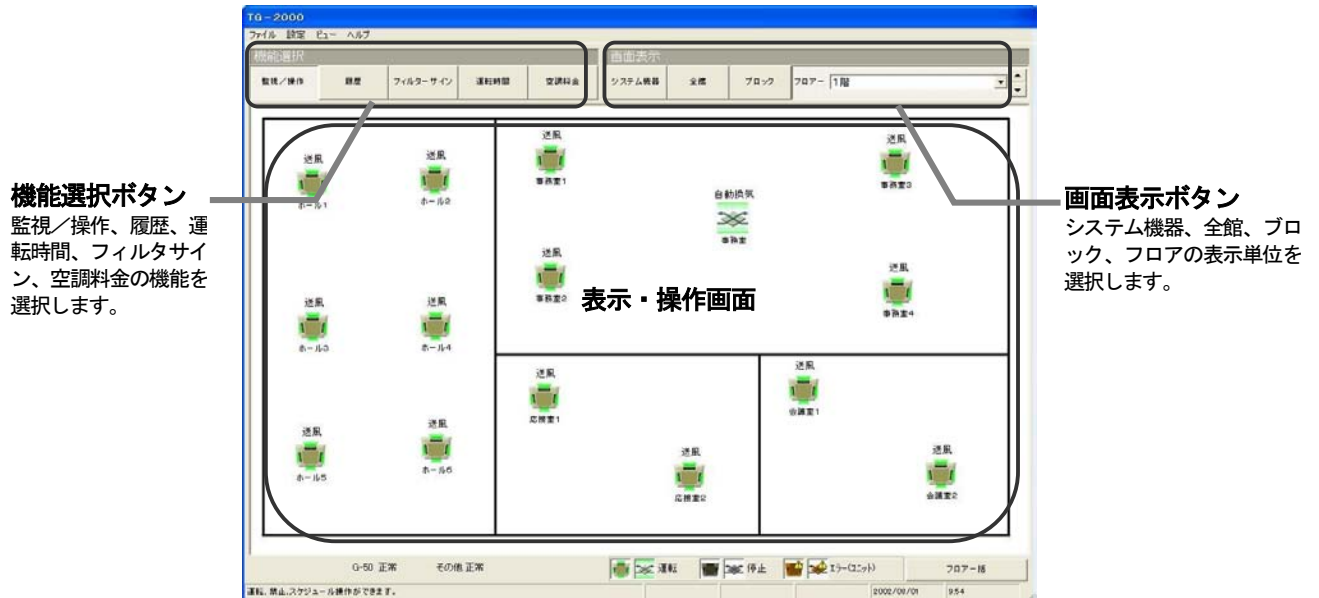 TG-2000
ファイル 設定 ビュー ヘルプ
機能選択 画面表示
監視／操作 履歴 フィルターサイン 運転時間 空調料金 システム機器 全館 ブロック フロアー 1階
機能選択ボタン
監視／操作、履歴、運
転時間、フィルタサイ
ン、空調料金の機能を
選択します。
画面表示ボタン
システム機器、全館、ブロ
ック、フロアの表示単位を
選択します。
表示・操作画面
送風
ホール1
送風
ホール2
送風
ホール3
送風
ホール4
送風
ホール5
送風
ホール6
送風
事務室1
送風
事務室2
自動換気
事務室
送風
事務室3
送風
事務室4
送風
応接室1
送風
応接室2
送風
会議室1
送風
会議室2
G-50 正常 その他 正常 運転 停止 エラー(ユニット) フロアー括
運転、禁止、スケジュール操作ができます。 2002/09/01 9:54